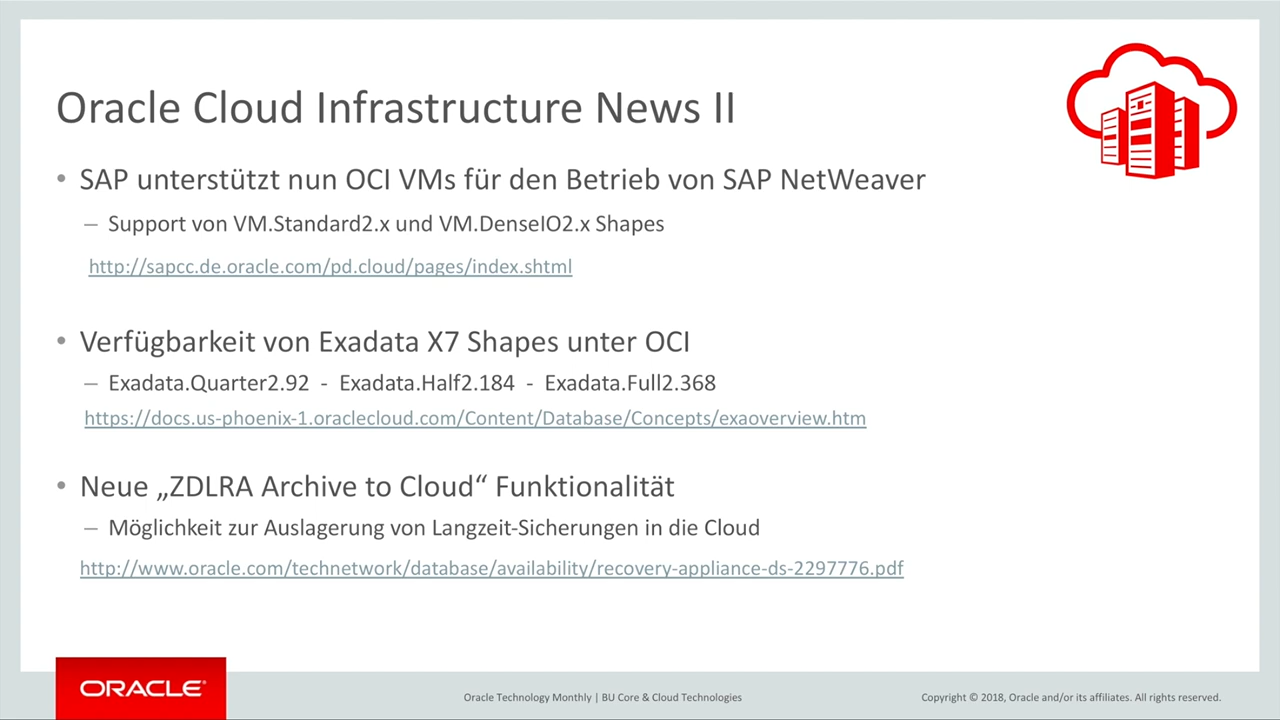 Oracle Cloud Infrastructure News II
• SAP unterstützt nun OCI VMs für den Betrieb von SAP NetWeaver
– Support von VM.Standard2.x und VM.DenseIO2.x Shapes
http://sapcc.de.oracle.com/pd.cloud/pages/index.shtml
• Verfügbarkeit von Exadata X7 Shapes unter OCI
– Exadata.Quarter2.92 - Exadata.Half2.184 - Exadata.Full2.368
https://docs.us-phoenix-1.oraclecloud.com/Content/Database/Concepts/exaoverview.htm
• Neue „ZDLRA Archive to Cloud“ Funktionalität
– Möglichkeit zur Auslagerung von Langzeit-Sicherungen in die Cloud
http://www.oracle.com/technetwork/database/availability/recovery-appliance-ds-2297776.pdf
ORACLE®
Oracle Technology Monthly | BU Core & Cloud Technologies
Copyright © 2018, Oracle and/or its affiliates. All rights reserved.